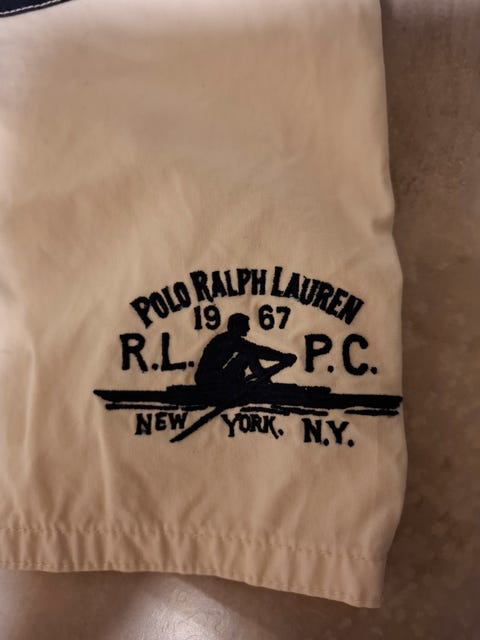 POLO RALPH LAUREN
19 67
R.L. P.C.
NEW YORK. N.Y.